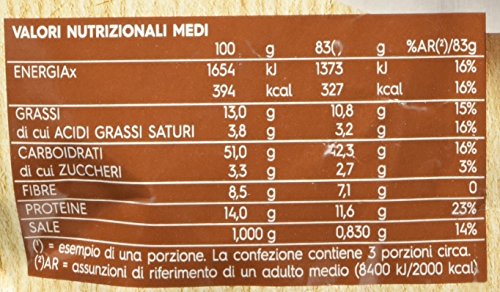 VALORI NUTRIZIONALI MEDI
100 g 83(¹) g %AR(²)/83g
ENERGIAx 1654 kJ 1373 kJ 16%
394 kcal 327 kcal 16%
GRASSI 13,0 g 10,8 g 15%
di cui ACIDI GRASSI SATURI 3,8 g 3,2 g 16%
CARBOIDRATI 51,0 g 42,3 g 16%
di cui ZUCCHERI 3,3 g 2,7 g 3%
FIBRE 8,5 g 7,1 g 0
PROTEINE 14,0 g 11,6 g 23%
SALE 1,000 g 0,830 g 14%
(¹) = esempio di una porzione. La confezione contiene 3 porzioni circa.
(²)AR = assunzioni di riferimento di un adulto medio (8400 kJ/2000 kcal).